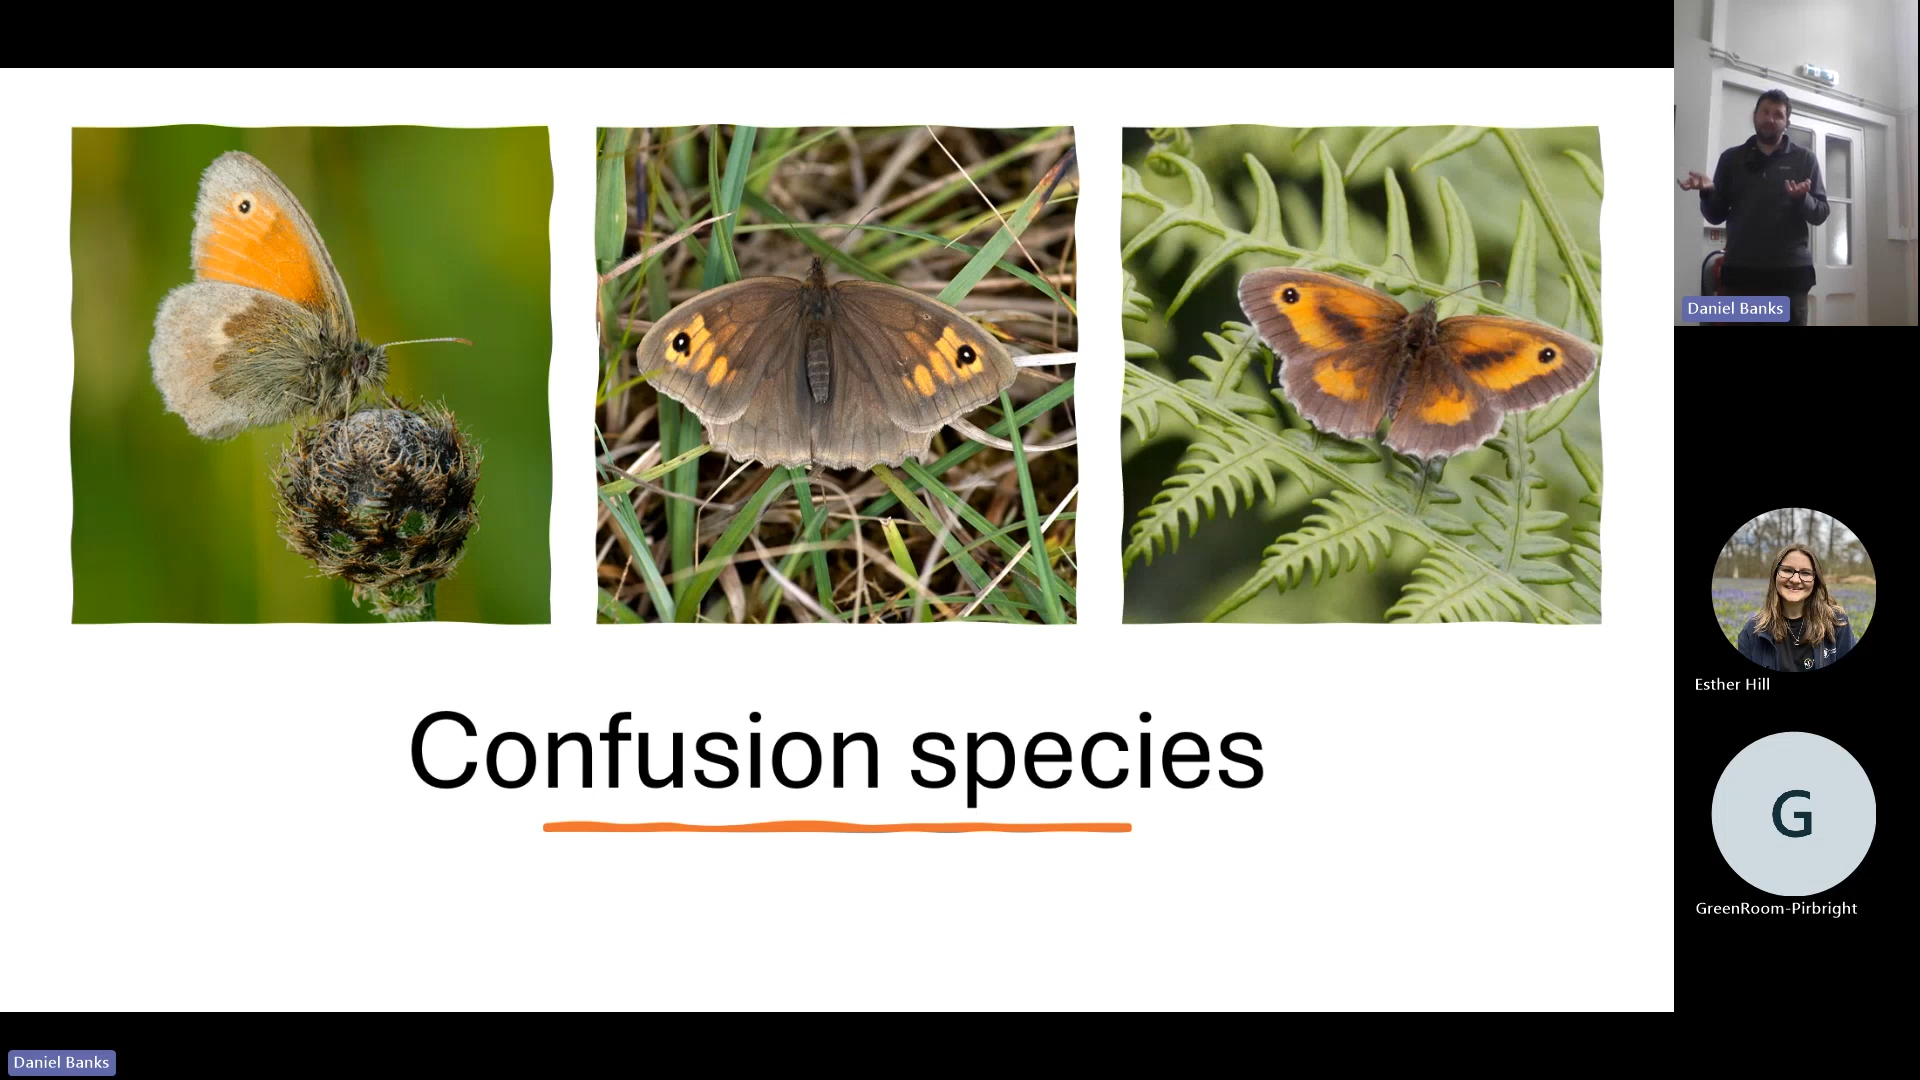 Confusion species
Daniel Banks
Esther Hill
G
GreenRoom-Pirbright
Daniel Banks